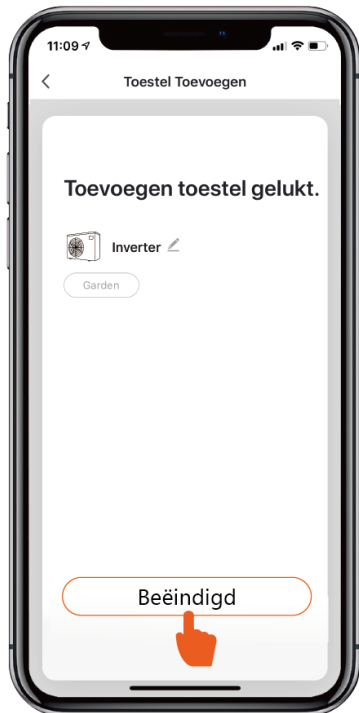 11:09
Toestel Toevoegen
Toevoegen toestel gelukt.
Inverter
Garden
Beëindigd